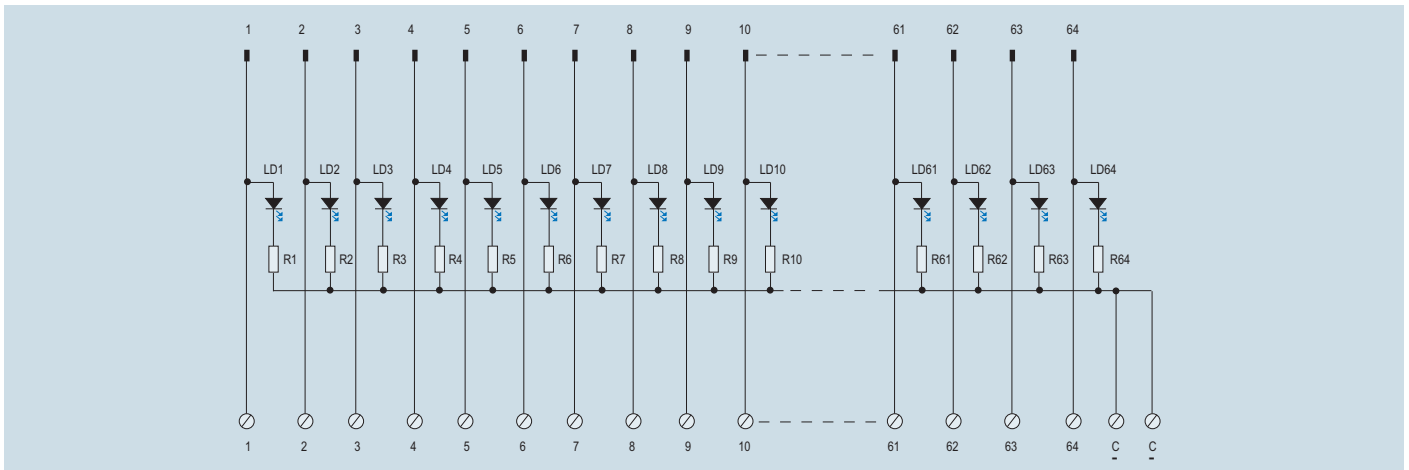 1 2 3 4 5 6 7 8 9 10 61 62 63 64
LD1 LD2 LD3 LD4 LD5 LD6 LD7 LD8 LD9 LD10 LD61 LD62 LD63 LD64
R1 R2 R3 R4 R5 R6 R7 R8 R9 R10 R61 R62 R63 R64
1 2 3 4 5 6 7 8 9 10 61 62 63 64 C C
- -